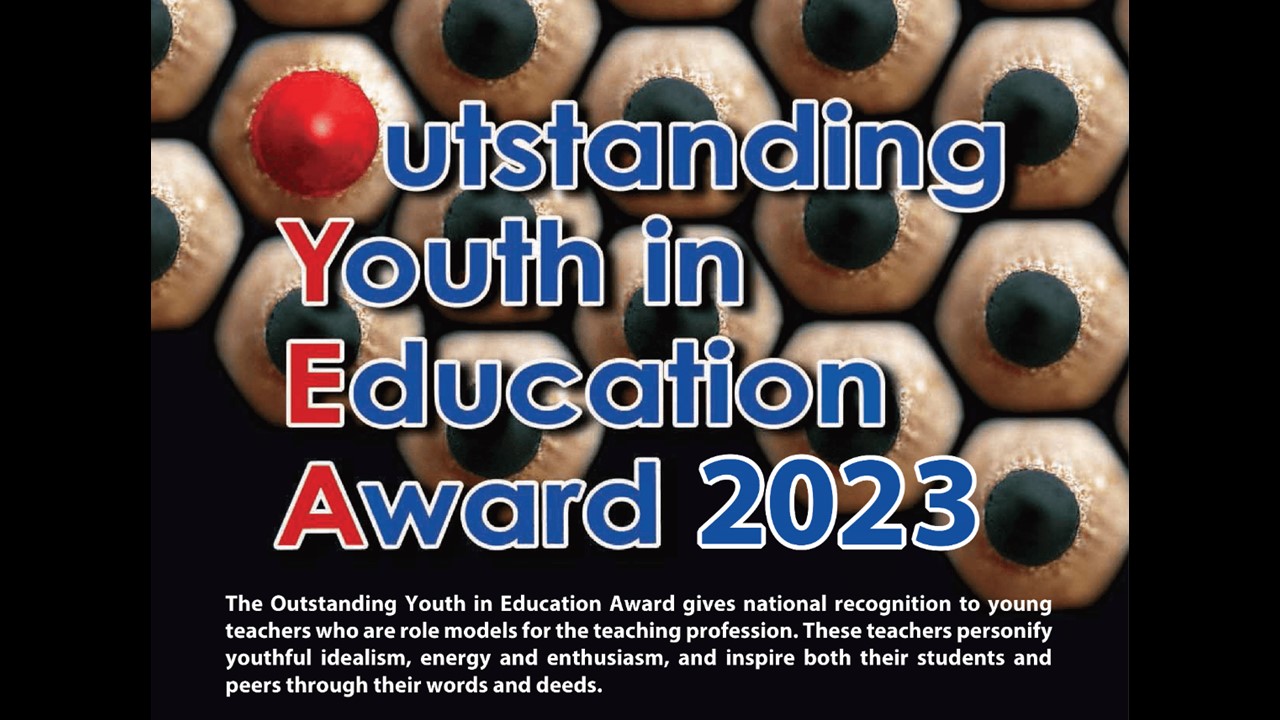 Outstanding
Youth in
Education
Award 2023
The Outstanding Youth in Education Award gives national recognition to young
teachers who are role models for the teaching profession. These teachers personify
youthful idealism, energy and enthusiasm, and inspire both their students and
peers through their words and deeds.